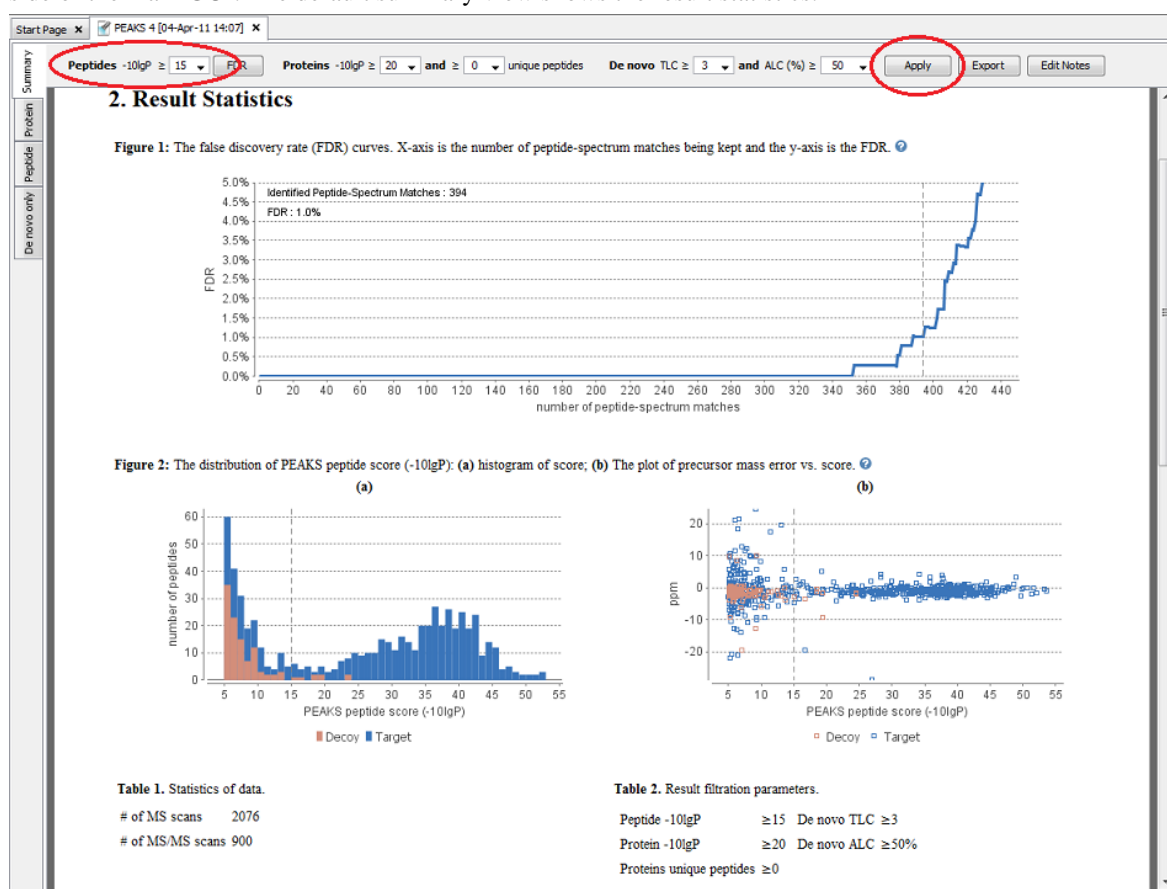 Start Page PEAKS 4 [04-Apr-11 14:07]
Peptides -10lgP ≥ 15 FDR Proteins -10lgP ≥ 20 and ≥ 0 unique peptides De novo TLC ≥ 3 and ALC (%) ≥ 50 Apply Export Edit Notes
Summary
Protein
Peptide
De novo only
2. Result Statistics
Figure 1: The false discovery rate (FDR) curves. X-axis is the number of peptide-spectrum matches being kept and the y-axis is the FDR.
Identified Peptide-Spectrum Matches : 394
FDR : 1.0%
5.0%
4.5%
4.0%
3.5%
3.0%
2.5%
2.0%
1.5%
1.0%
0.5%
0.0%
FDR
0 20 40 60 80 100 120 140 160 180 200 220 240 260 280 300 320 340 360 380 400 420 440
number of peptide-spectrum matches
Figure 2: The distribution of PEAKS peptide score (-10lgP): (a) histogram of score; (b) The plot of precursor mass error vs. score.
(a)
60
50
40
30
20
10
0
number of peptides
5 10 15 20 25 30 35 40 45 50 55
PEAKS peptide score (-10lgP)
Decoy Target
(b)
20
10
0
-10
-20
ppm
5 10 15 20 25 30 35 40 45 50 55
PEAKS peptide score (-10lgP)
Decoy Target
Table 1. Statistics of data.
# of MS scans 2076
# of MS/MS scans 900
Table 2. Result filtration parameters.
Peptide -10lgP ≥15 De novo TLC ≥3
Protein -10lgP ≥20 De novo ALC ≥50%
Proteins unique peptides ≥0